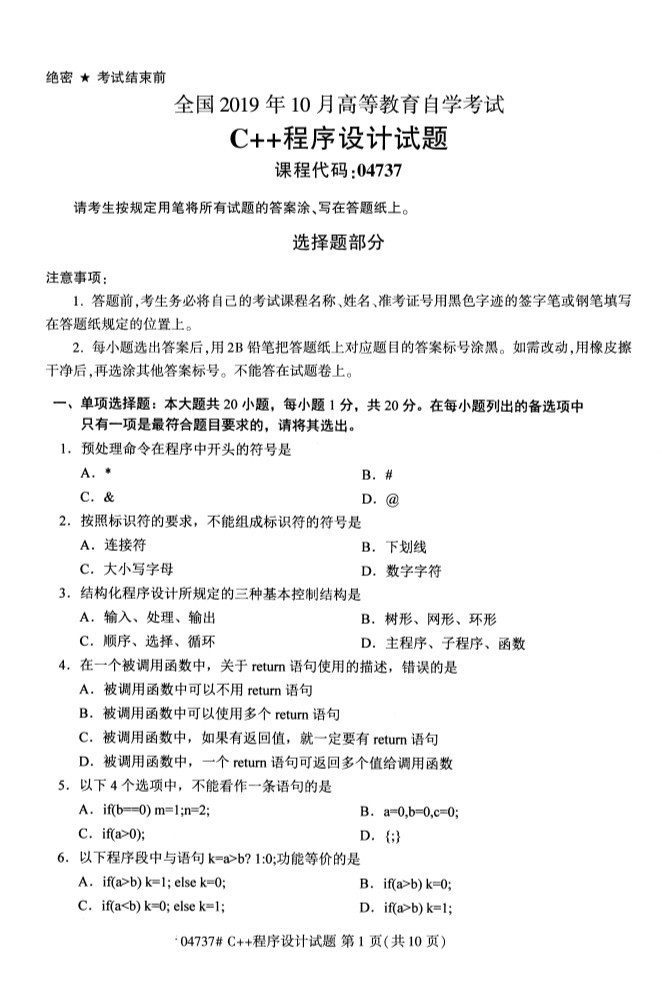 绝密 ★ 考试结束前
全国 2019 年 10 月高等教育自学考试
C++程序设计试题
课程代码:04737
请考生按规定用笔将所有试题的答案涂、写在答题纸上。
选择题部分
注意事项:
1. 答题前,考生务必将自己的考试课程名称、姓名、准考证号用黑色字迹的签字笔或钢笔填写
在答题纸规定的位置上。
2. 每小题选出答案后,用 2B 铅笔把答题纸上对应题目的答案标号涂黑。如需改动,用橡皮擦
干净后,再选涂其他答案标号。不能答在试题卷上。
一、单项选择题：本大题共 20 小题，每小题 1 分，共 20 分。在每小题列出的备选项中
只有一项是最符合题目要求的，请将其选出。
1．预处理命令在程序中开头的符号是
A．* B．#
C．& D．@
2．按照标识符的要求，不能组成标识符的符号是
A．连接符 B．下划线
C．大小写字母 D．数字字符
3．结构化程序设计所规定的三种基本控制结构是
A．输入、处理、输出 B．树形、网形、环形
C．顺序、选择、循环 D．主程序、子程序、函数
4．在一个被调用函数中，关于 return 语句使用的描述，错误的是
A．被调用函数中可以不用 return 语句
B．被调用函数中可以使用多个 return 语句
C．被调用函数中，如果有返回值，就一定要有 return 语句
D．被调用函数中，一个 return 语句可返回多个值给调用函数
5．以下 4 个选项中，不能看作一条语句的是
A．if(b==0) m=1;n=2; B．a=0,b=0,c=0;
C．if(a>0); D．{;}
6．以下程序段中与语句 k=a>b? 1:0;功能等价的是
A．if(a>b) k=1; else k=0; B．if(a>b) k=0;
C．if(a<b) k=0; else k=1; D．if(a>b) k=1;
04737# C++程序设计试题 第 1 页(共 10 页)